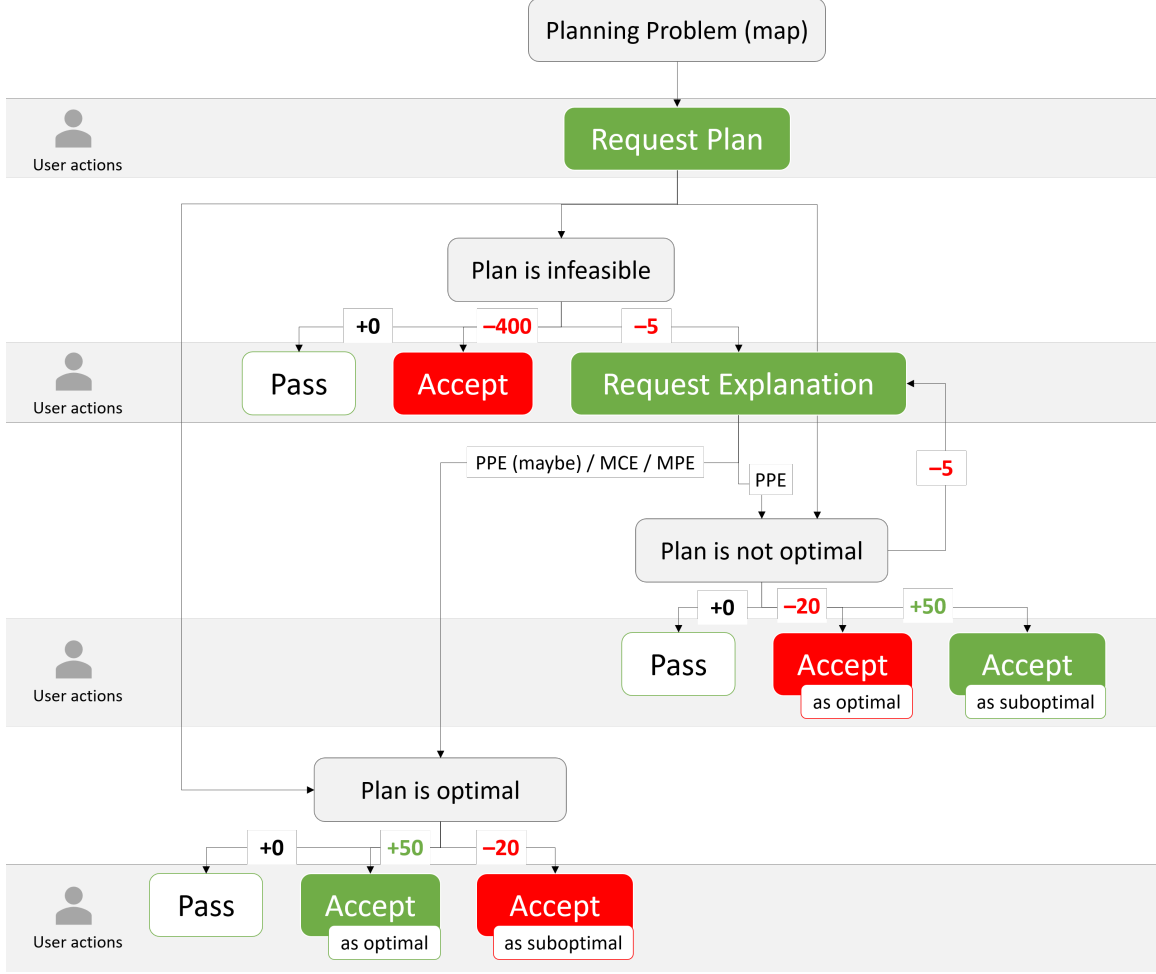 Planning Problem (map)
Request Plan
User actions
Plan is infeasible
+0
–400
–5
Pass
Accept
Request Explanation
User actions
PPE (maybe) / MCE / MPE
–5
PPE
Plan is not optimal
+0
–20
+50
Pass
Accept
as optimal
Accept
as suboptimal
User actions
Plan is optimal
+0
+50
–20
Pass
Accept
as optimal
Accept
as suboptimal
User actions